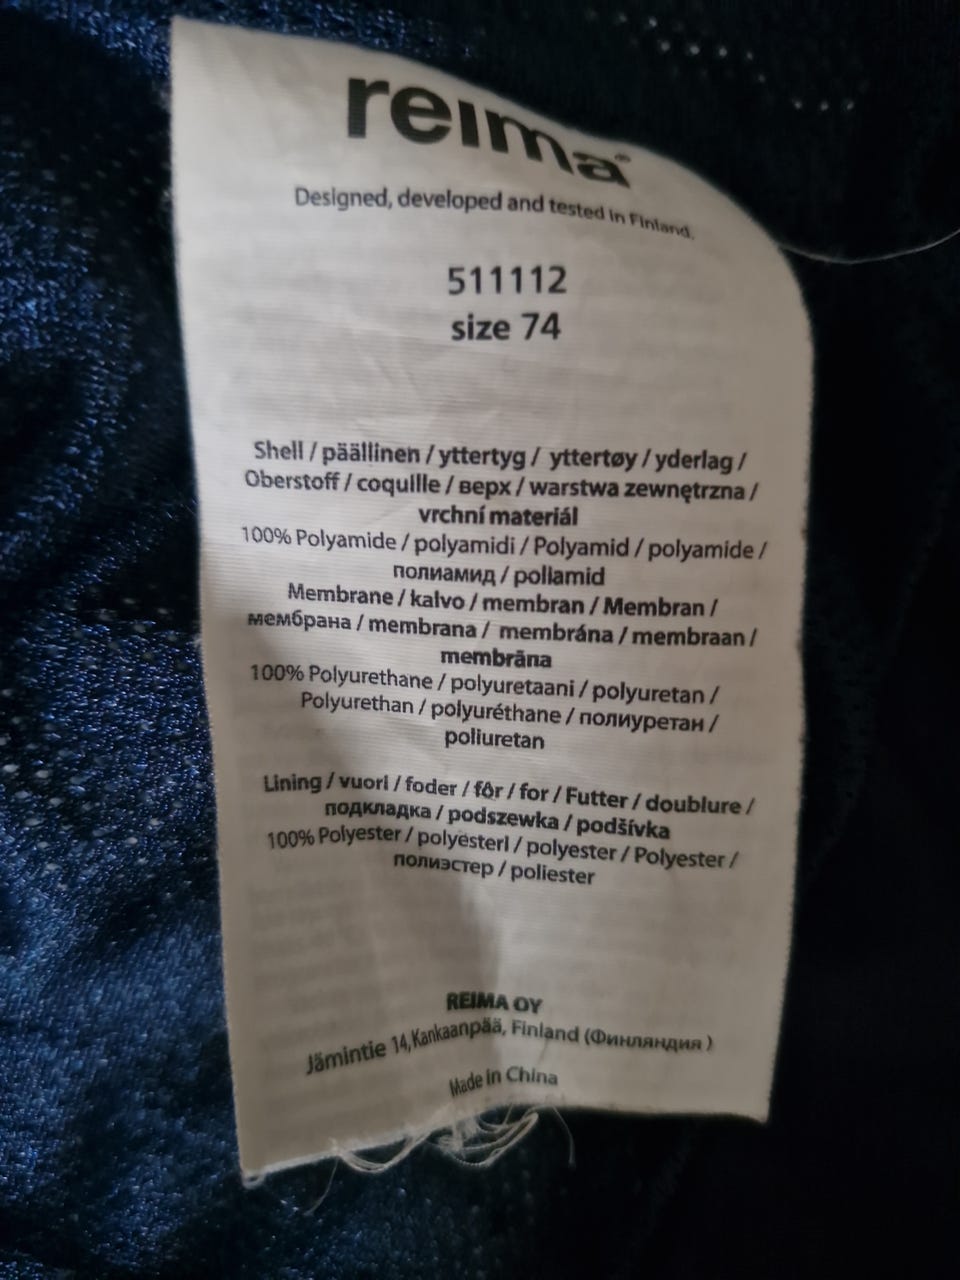 reima®
Designed, developed and tested in Finland.
511112
size 74
Shell / päällinen / yttertyg / yttertøy / yderlag /
Oberstoff / coquille / верх / warstwa zewnętrzna /
vrchní materiál
100% Polyamide / polyamidi / Polyamid / polyamide /
полиамид / poliamid
Membrane / kalvo / membran / Membran /
мембрана / membrana / membrána / membraan /
membrāna
100% Polyurethane / polyuretaani / polyuretan /
Polyurethan / polyuréthane / полиуретан /
poliuretan
Lining / vuori / foder / fôr / for / Futter / doublure /
подкладка / podszewka / podšívka
100% Polyester / polyesteri / polyester / Polyester /
полиэстер / poliester
REIMA OY
Jämintie 14, Kankaanpää, Finland (Финляндия )
Made in China